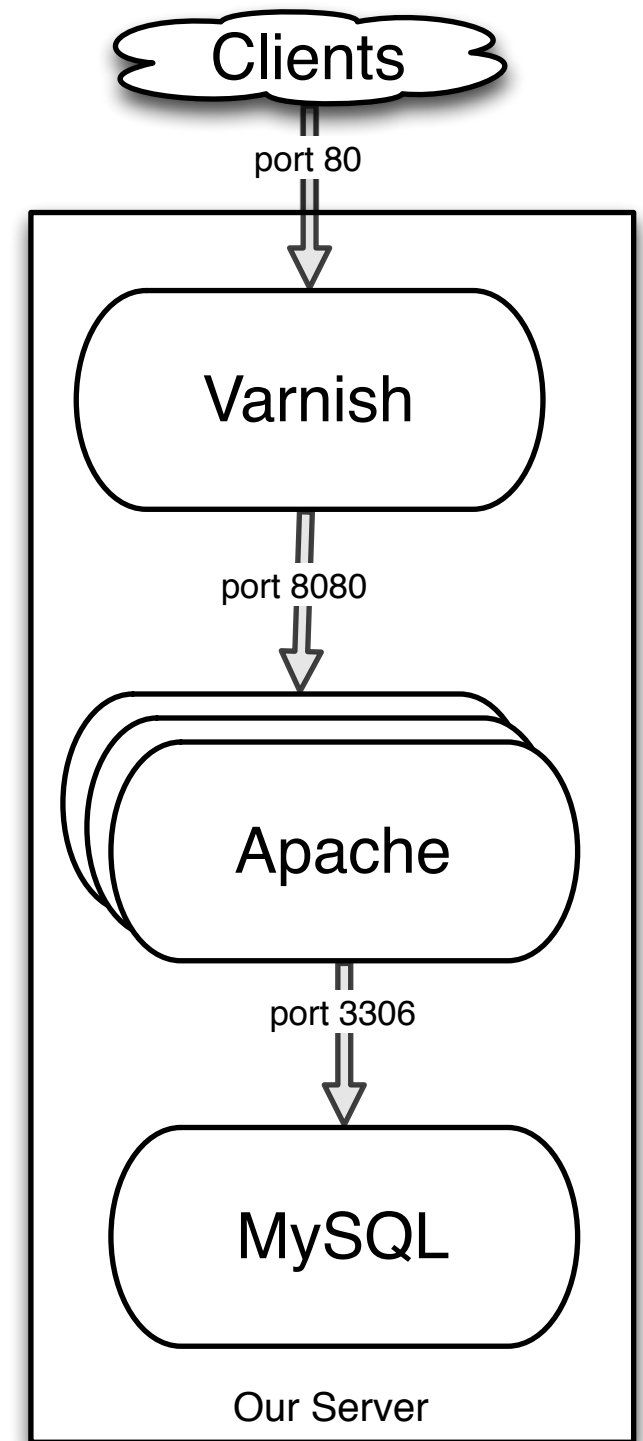 Clients
port 80
Varnish
port 8080
Apache
port 3306
MySQL
Our Server